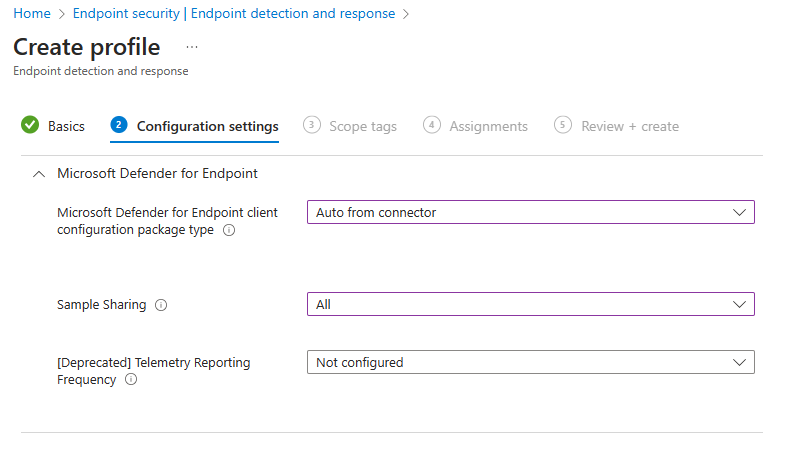 Home > Endpoint security | Endpoint detection and response >
Create profile ...
Endpoint detection and response
Basics 2 Configuration settings 3 Scope tags 4 Assignments 5 Review + create
Microsoft Defender for Endpoint
Microsoft Defender for Endpoint client
configuration package type
Auto from connector
Sample Sharing
All
[Deprecated] Telemetry Reporting
Frequency
Not configured